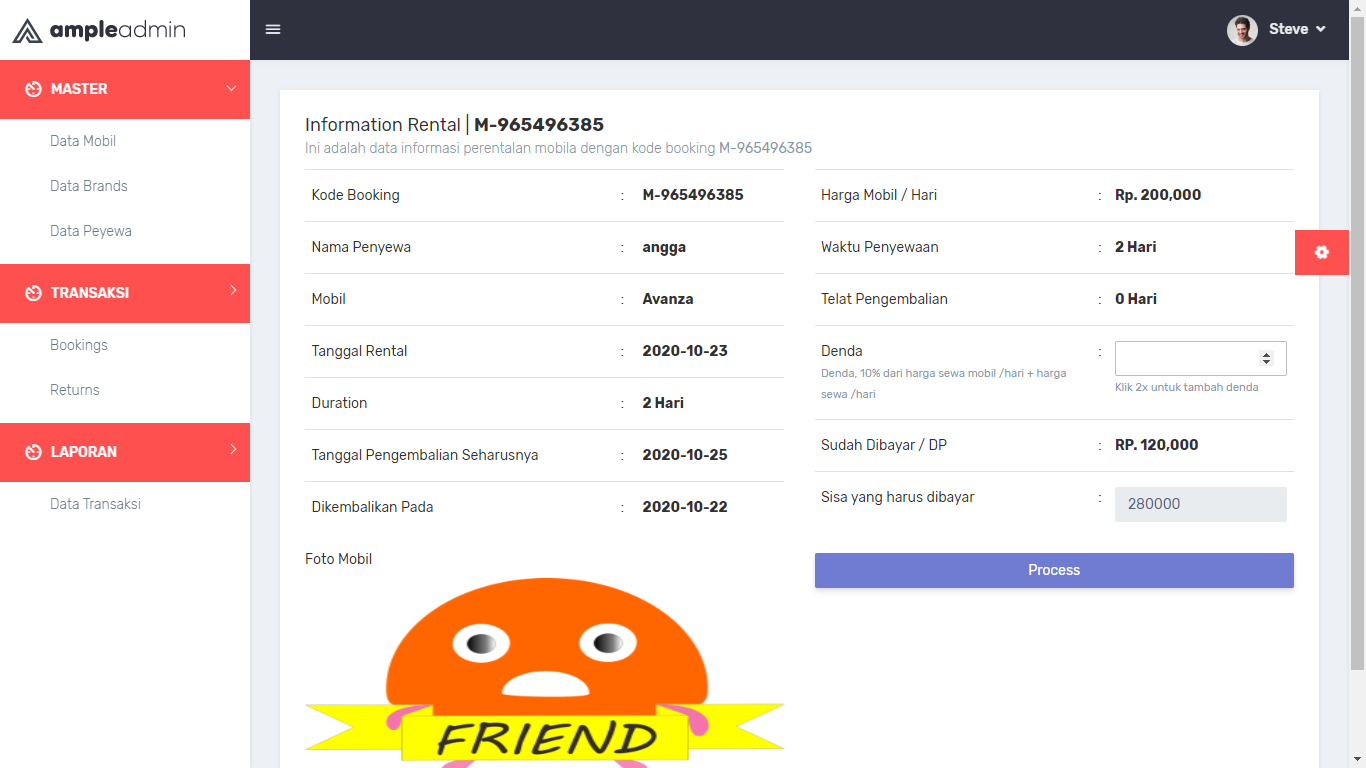 ampleadmin
Steve
MASTER
Data Mobil
Data Brands
Data Peyewa
TRANSAKSI
Bookings
Returns
LAPORAN
Data Transaksi
Information Rental | M-965496385
Ini adalah data informasi perentalan mobila dengan kode booking M-965496385
Kode Booking : M-965496385
Nama Penyewa : angga
Mobil : Avanza
Tanggal Rental : 2020-10-23
Duration : 2 Hari
Tanggal Pengembalian Seharusnya : 2020-10-25
Dikembalikan Pada : 2020-10-22
Foto Mobil
FRIEND
Harga Mobil / Hari : Rp. 200,000
Waktu Penyewaan : 2 Hari
Telat Pengembalian : 0 Hari
Denda :
Denda, 10% dari harga sewa mobil /hari + harga
sewa /hari
Klik 2x untuk tambah denda
Sudah Dibayar / DP : RP. 120,000
Sisa yang harus dibayar : 280000
Process